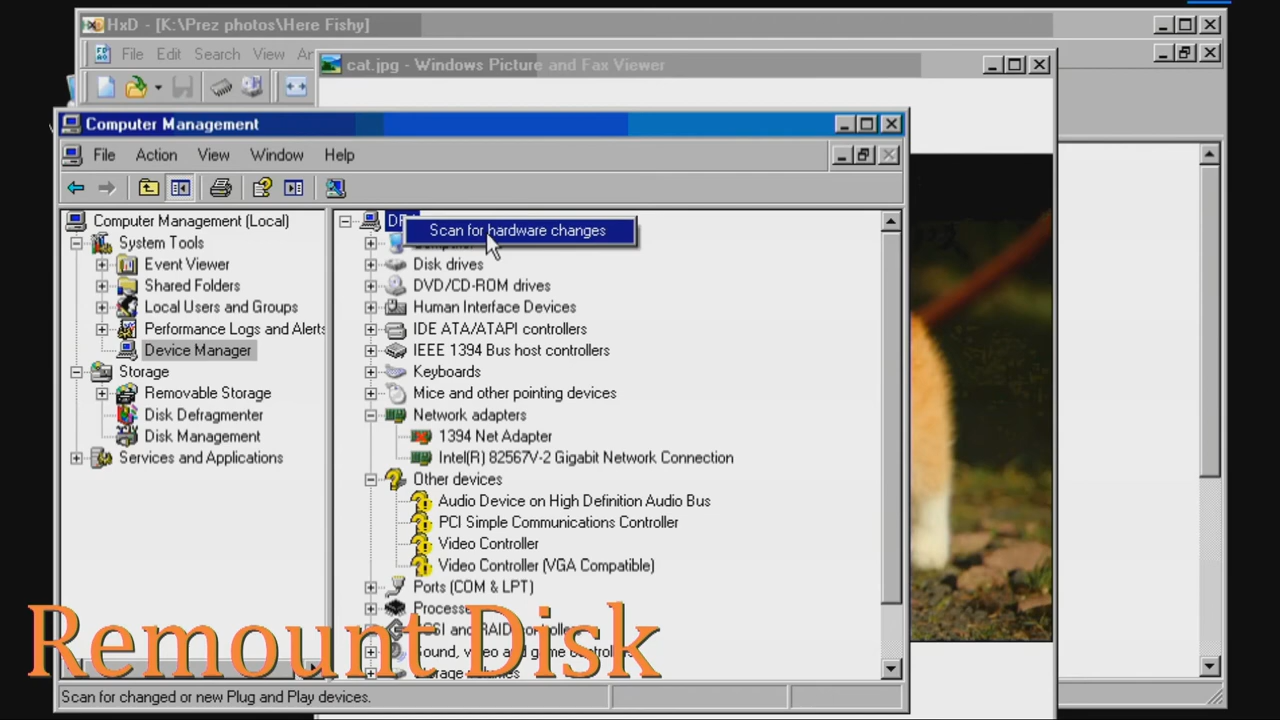 HxD - [K:\Prez photos\Here Fishy]
File Edit Search View
cat.jpg - Windows Picture and Fax Viewer
Computer Management
File Action View Window Help
Computer Management (Local)
System Tools
Event Viewer
Shared Folders
Local Users and Groups
Performance Logs and Alerts
Device Manager
Storage
Removable Storage
Disk Defragmenter
Disk Management
Services and Applications
Scan for hardware changes
Disk drives
DVD/CD-ROM drives
Human Interface Devices
IDE ATA/ATAPI controllers
IEEE 1394 Bus host controllers
Keyboards
Mice and other pointing devices
Network adapters
1394 Net Adapter
Intel(R) 82567V-2 Gigabit Network Connection
Other devices
Audio Device on High Definition Audio Bus
PCI Simple Communications Controller
Video Controller
Video Controller (VGA Compatible)
Ports (COM & LPT)
and RAID
Sound, video and game
Remount Disk
Scan for changed or new Plug and Play devices.